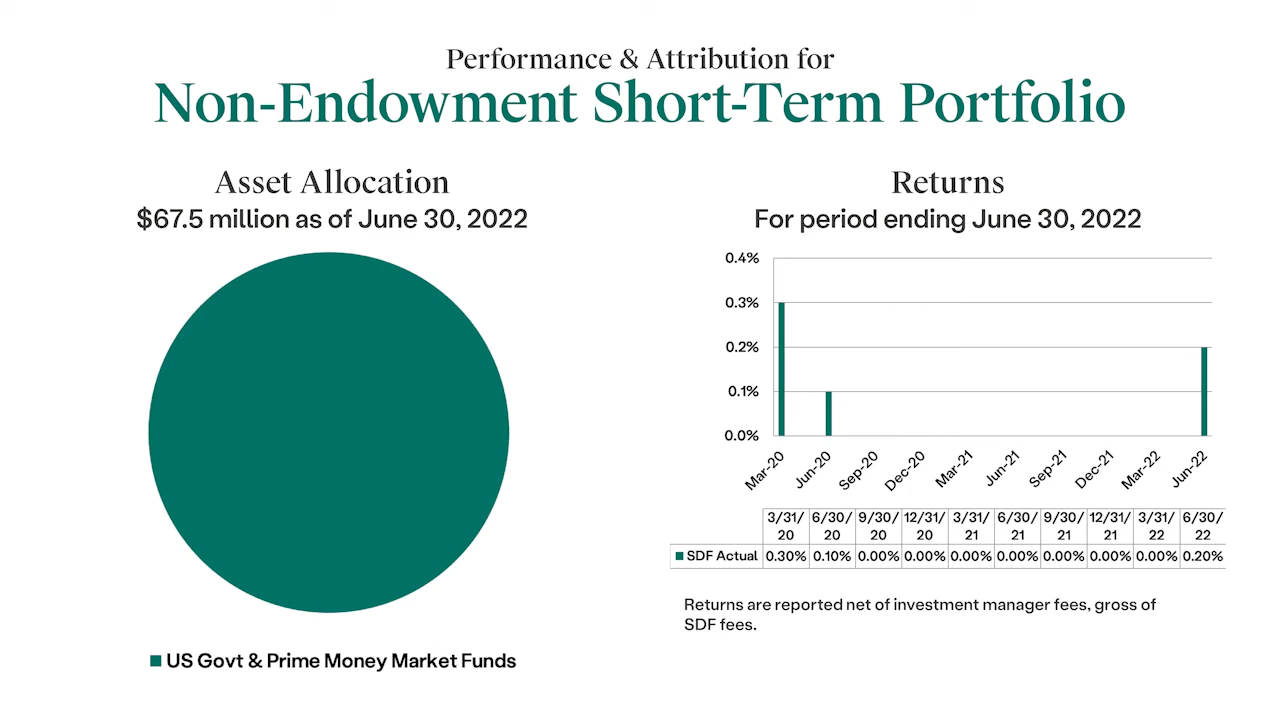 Performance & Attribution for
Non-Endowment Short-Term Portfolio
Asset Allocation
$67.5 million as of June 30, 2022
US Govt & Prime Money Market Funds
Returns
For period ending June 30, 2022
0.4%
0.3%
0.2%
0.1%
0.0%
Mar-20 Jun-20 Sep-20 Dec-20 Mar-21 Jun-21 Sep-21 Dec-21 Mar-22 Jun-22
3/31/ 6/30/ 9/30/ 12/31/ 3/31/ 6/30/ 9/30/ 12/31/ 3/31/ 6/30/
20 20 20 20 21 21 21 21 22 22
SDF Actual 0.30% 0.10% 0.00% 0.00% 0.00% 0.00% 0.00% 0.00% 0.00% 0.20%
Returns are reported net of investment manager fees, gross of
SDF fees.